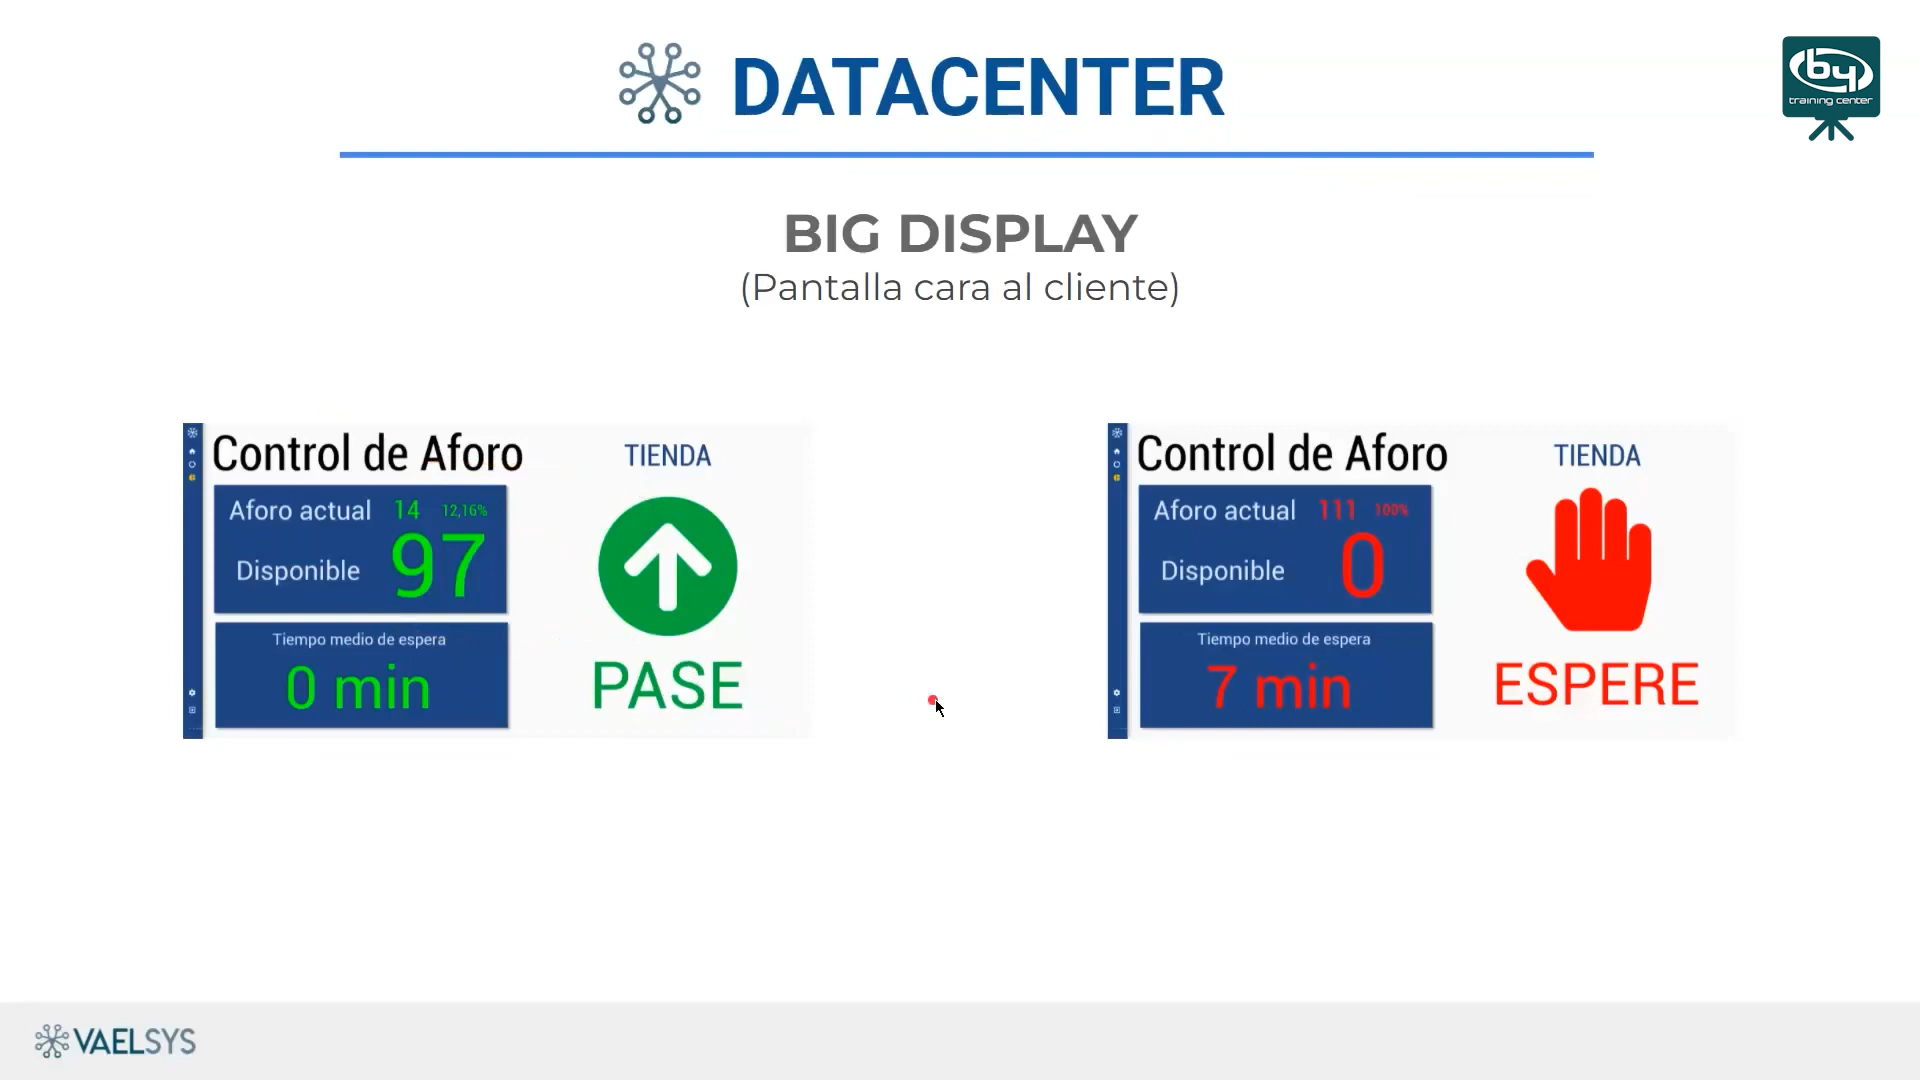 DATACENTER
by
training center
BIG DISPLAY
(Pantalla cara al cliente)
Control de Aforo
TIENDA
Aforo actual 14 12,16%
Disponible 97
Tiempo medio de espera
0 min
PASE
Control de Aforo
TIENDA
Aforo actual 111 100%
Disponible 0
Tiempo medio de espera
7 min
ESPERE
VAELSYS